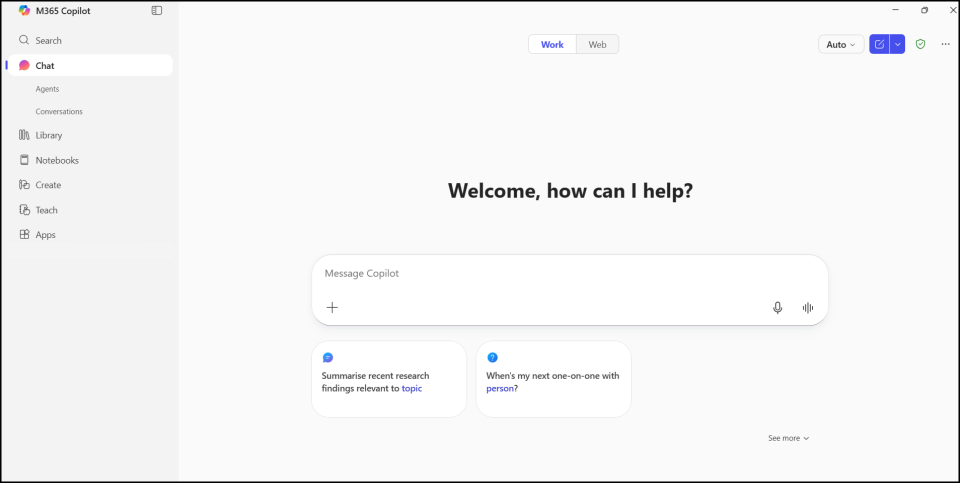 M365 Copilot
Search
Chat
Agents
Conversations
Library
Notebooks
Create
Teach
Apps
Work Web
Auto
Welcome, how can I help?
Message Copilot
Summarise recent research
findings relevant to topic
When's my next one-on-one with
person?
See more